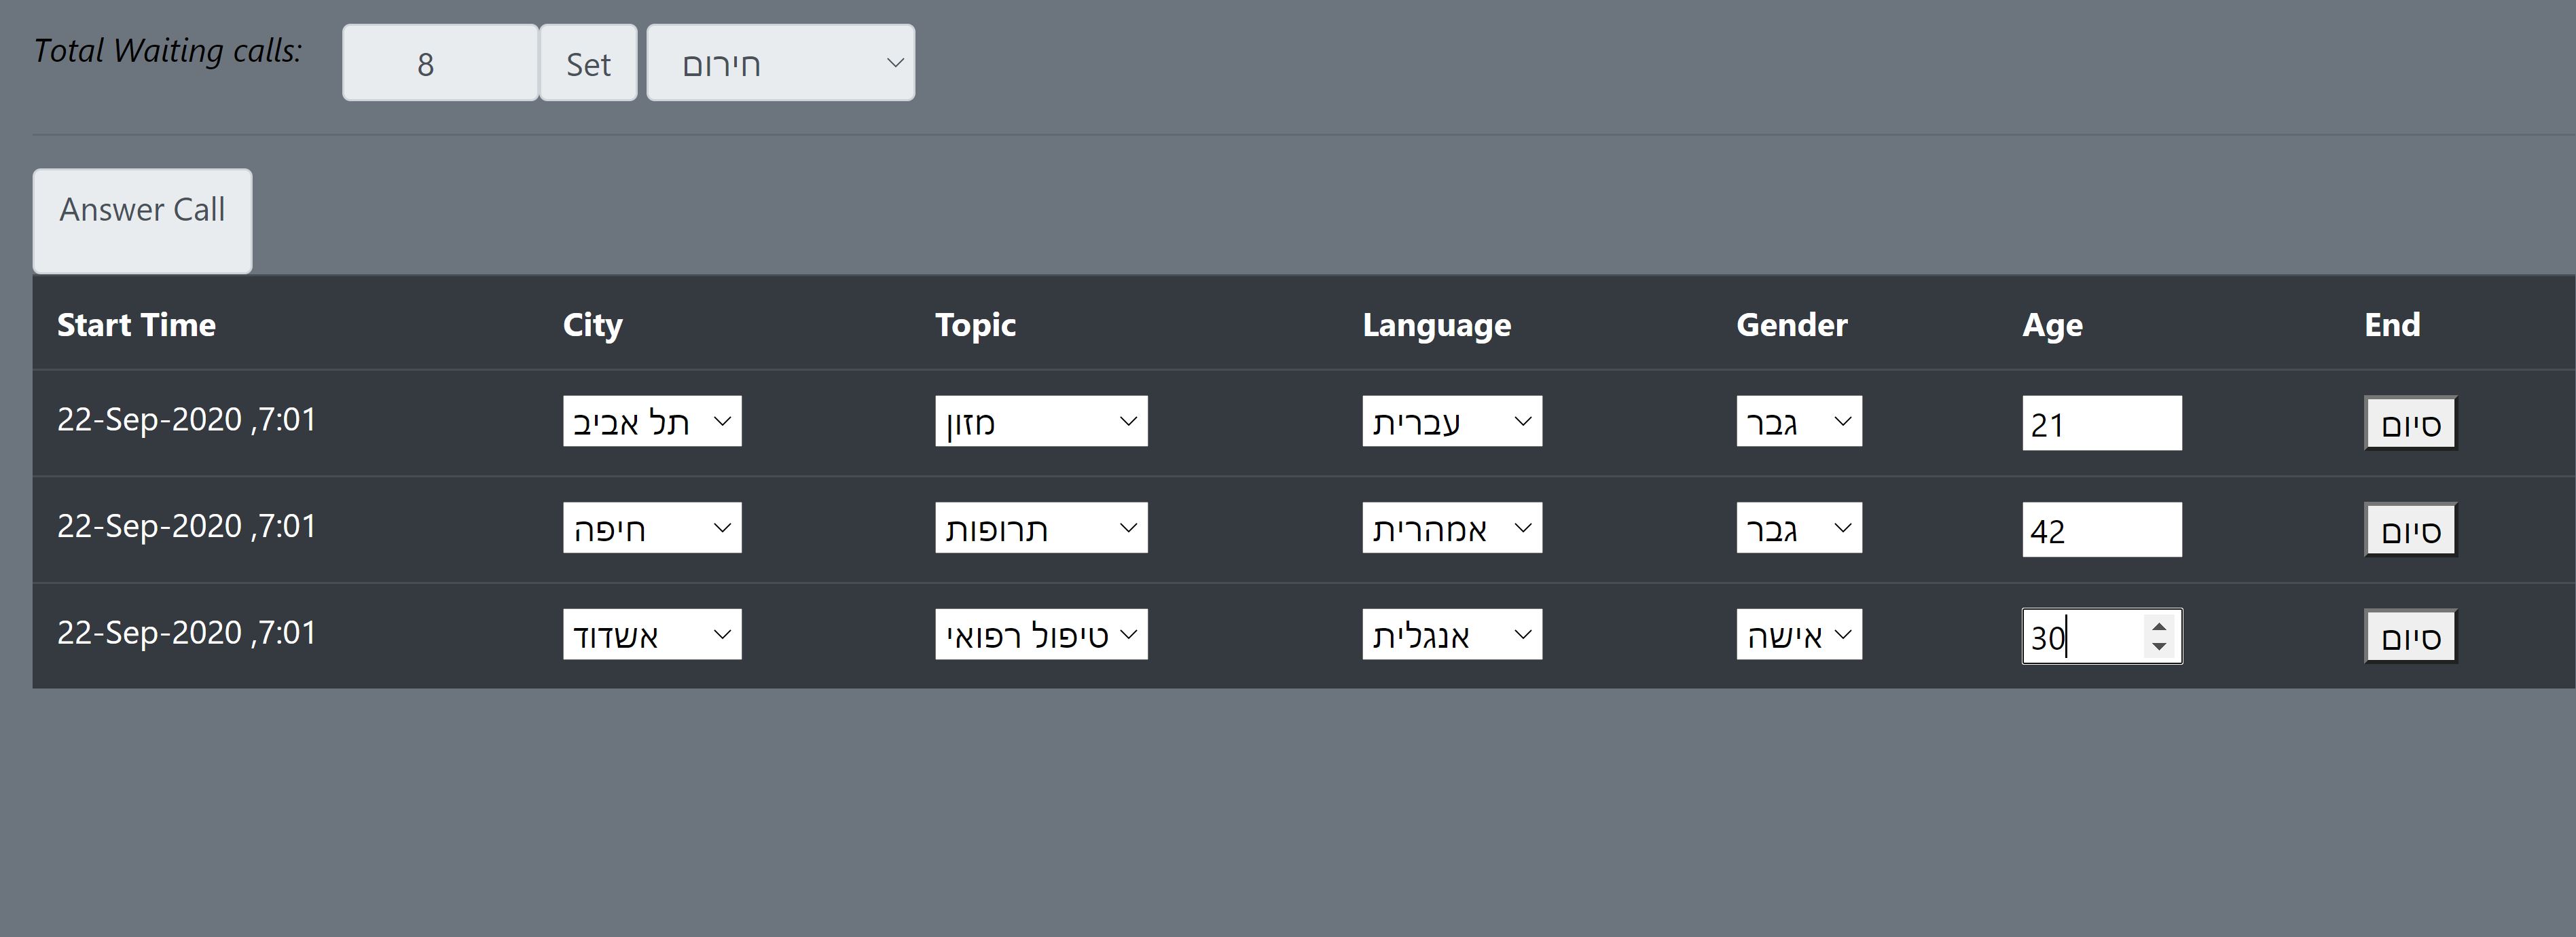 Total Waiting calls: 8 Set חירום
Answer Call
Start Time City Topic Language Gender Age End
22-Sep-2020 ,7:01 תל אביב מזון עברית גבר 21 סיום
22-Sep-2020 ,7:01 חיפה תרופות אמהרית גבר 42 סיום
22-Sep-2020 ,7:01 אשדוד טיפול רפואי אנגלית אישה 30 סיום